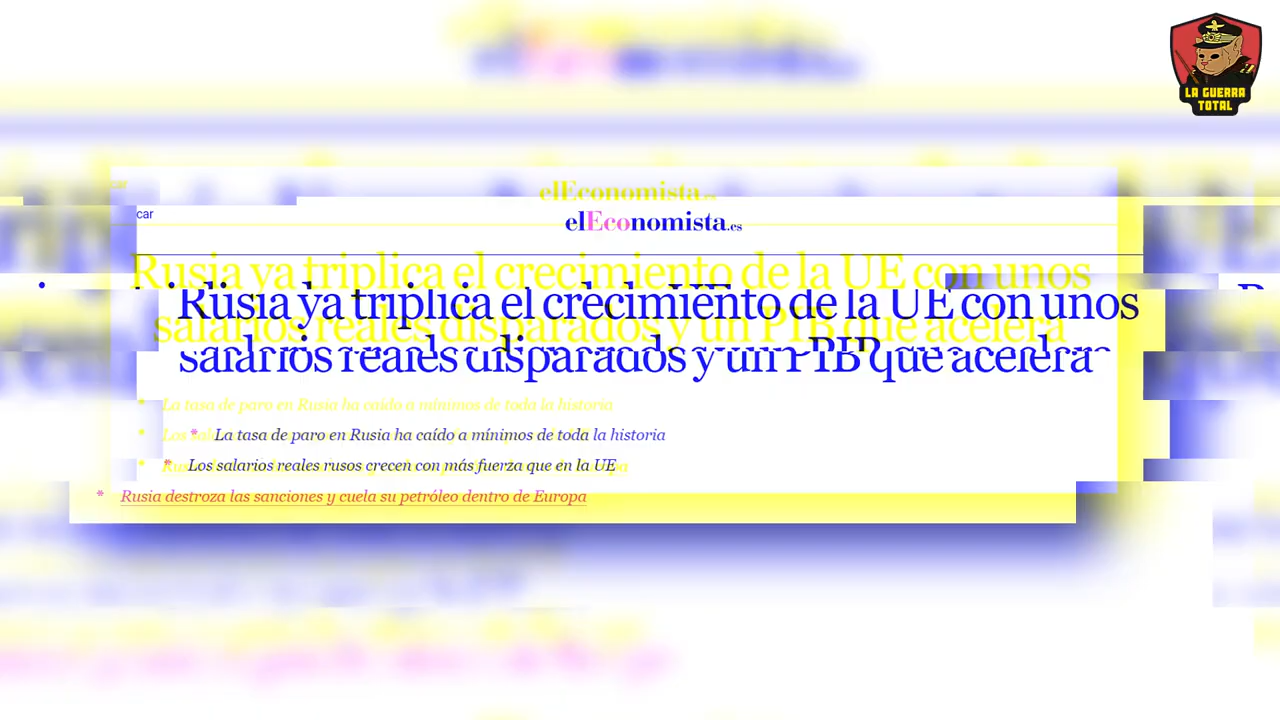 LA GUERRA
TOTAL
car
elEconomista.es
Rusia ya triplica el crecimiento de la UE con unos
salarios reales disparados y un PIB que acelera
* La tasa de paro en Rusia ha caído a mínimos de toda la historia
* Los salarios reales rusos crecen con más fuerza que en la UE
* Rusia destroza las sanciones y cuela su petróleo dentro de Europa